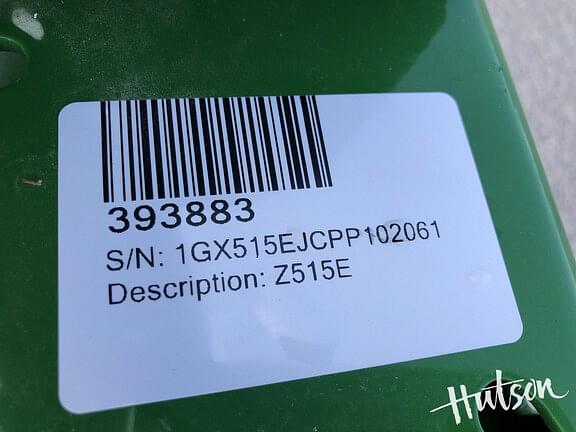 393883
S/N: 1GX515EJCPP102061
Description: Z515E
Hutson